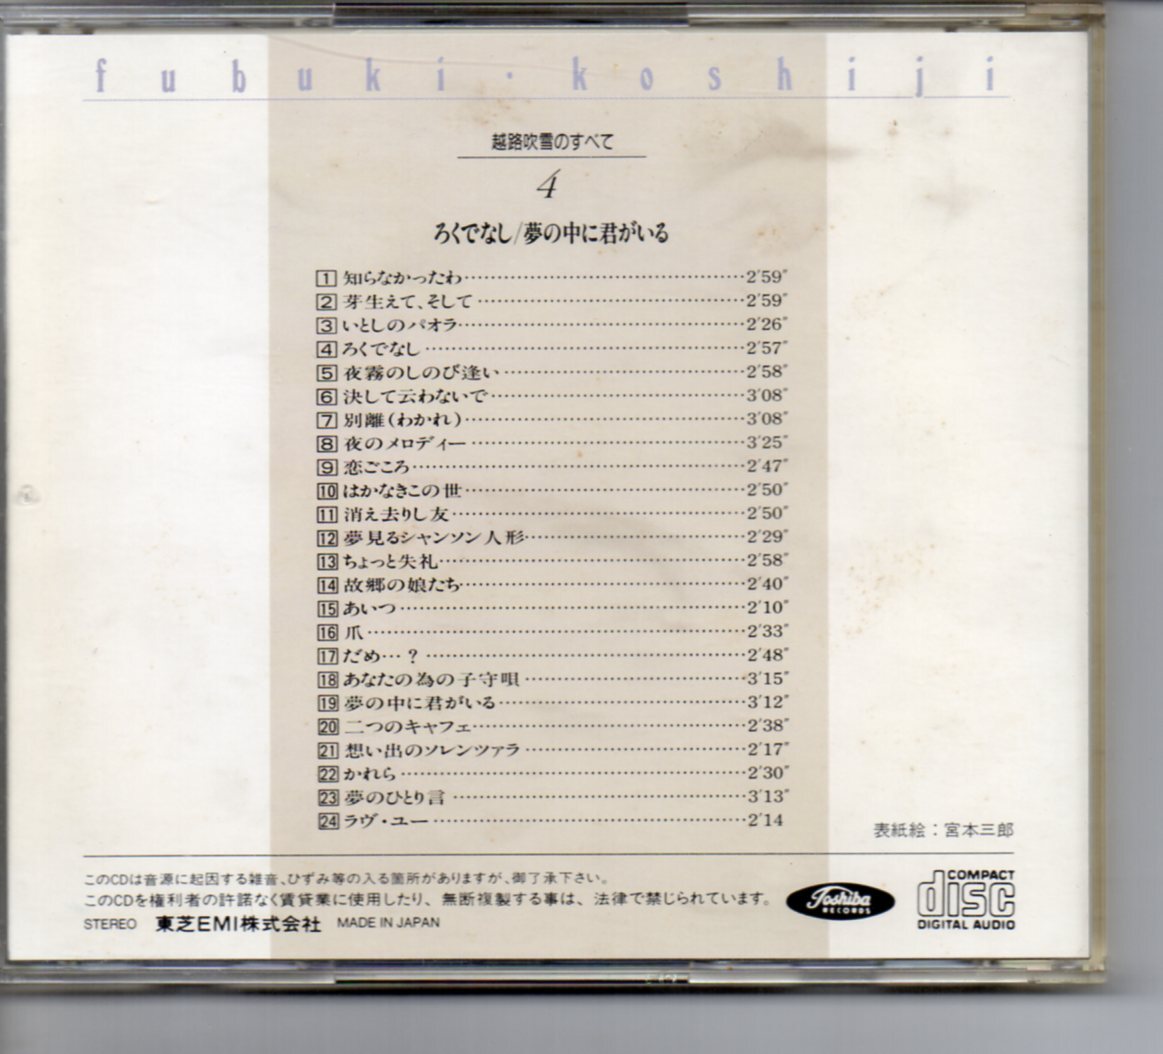 fubuki・koshiji
越路吹雪のすべて
4
ろくでなし/夢の中に君がいる
1 知らなかったわ…2'59"
2 芽生えて、そして…2'59"
3 いとしのパオラ…2'26"
4 ろくでなし…2'57"
5 夜霧のしのび逢い…2'58"
6 決して云わないで…3'08"
7 別離(わかれ)…3'08"
8 夜のメロディー…3'25"
9 恋ごころ…2'47"
10 はかなきこの世…2'50"
11 消え去りし友…2'50"
12 夢見るシャンソン人形…2'29"
13 ちょっと失礼…2'58"
14 故郷の娘たち…2'40"
15 あいつ…2'10"
16 爪…2'33"
17 だめ…?…2'48"
18 あなたの為の子守唄…3'15"
19 夢の中に君がいる…3'12"
20 二つのキャフェ…2'38"
21 想い出のソレンツァラ…2'17"
22 かれら…2'30"
23 夢のひとり言…3'13"
24 ラヴ・ユー…2'14
表紙絵：宮本三郎
このCDは音源に起因する雑音、ひずみ等の入る箇所がありますが、御了承下さい。
このCDを権利者の許諾なく賃貸業に使用したり、無断複製する事は、法律で禁じられています。
STEREO 東芝EMI株式会社 MADE IN JAPAN
Toshiba
RECORDS
COMPACT
disc
DIGITAL AUDIO